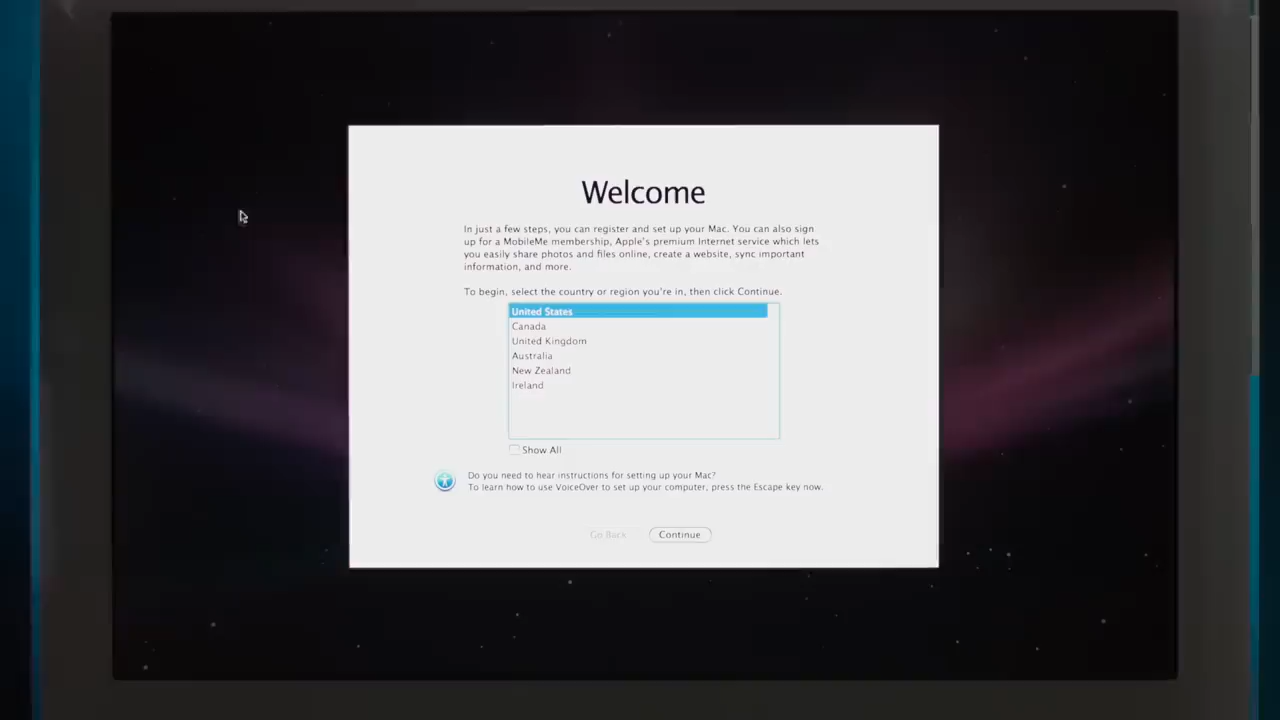 Welcome
In just a few steps, you can register and set up your Mac. You can also sign
up for a MobileMe membership, Apple's premium Internet service which lets
you easily share photos and files online, create a website, sync important
information, and more.
To begin, select the country or region you're in, then click Continue.
United States
Canada
United Kingdom
Australia
New Zealand
Ireland
Show All
Do you need to hear instructions for setting up your Mac?
To learn how to use VoiceOver to set up your computer, press the Escape key now.
Go Back
Continue